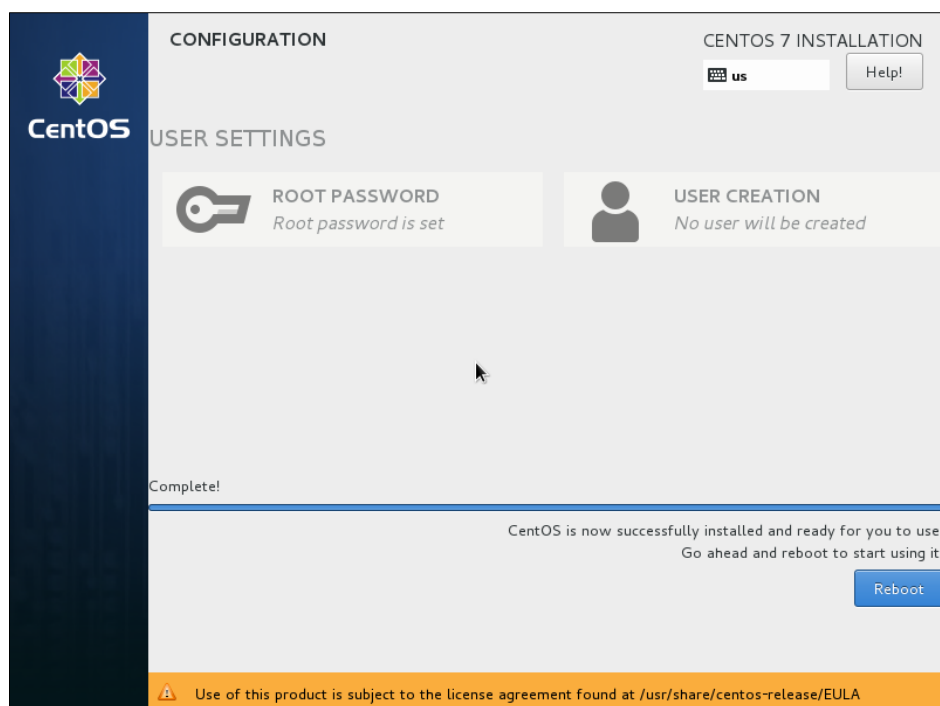 CONFIGURATION
CENTOS 7 INSTALLATION
us
Help!
CentOS
USER SETTINGS
ROOT PASSWORD
Root password is set
USER CREATION
No user will be created
Complete!
CentOS is now successfully installed and ready for you to use
Go ahead and reboot to start using it
Reboot
Use of this product is subject to the license agreement found at /usr/share/centos-release/EULA